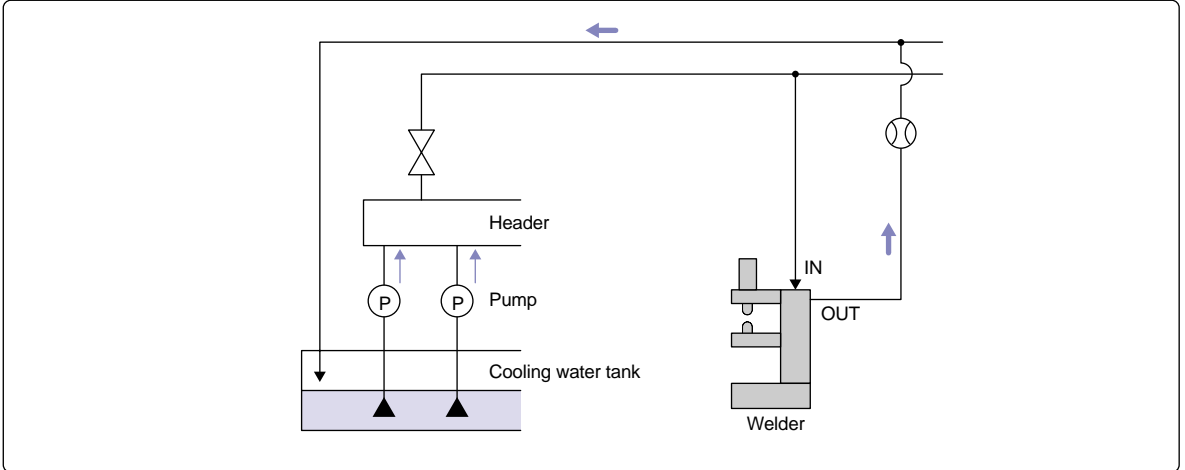 Header
IN
P
P
Pump
OUT
Cooling water tank
Welder